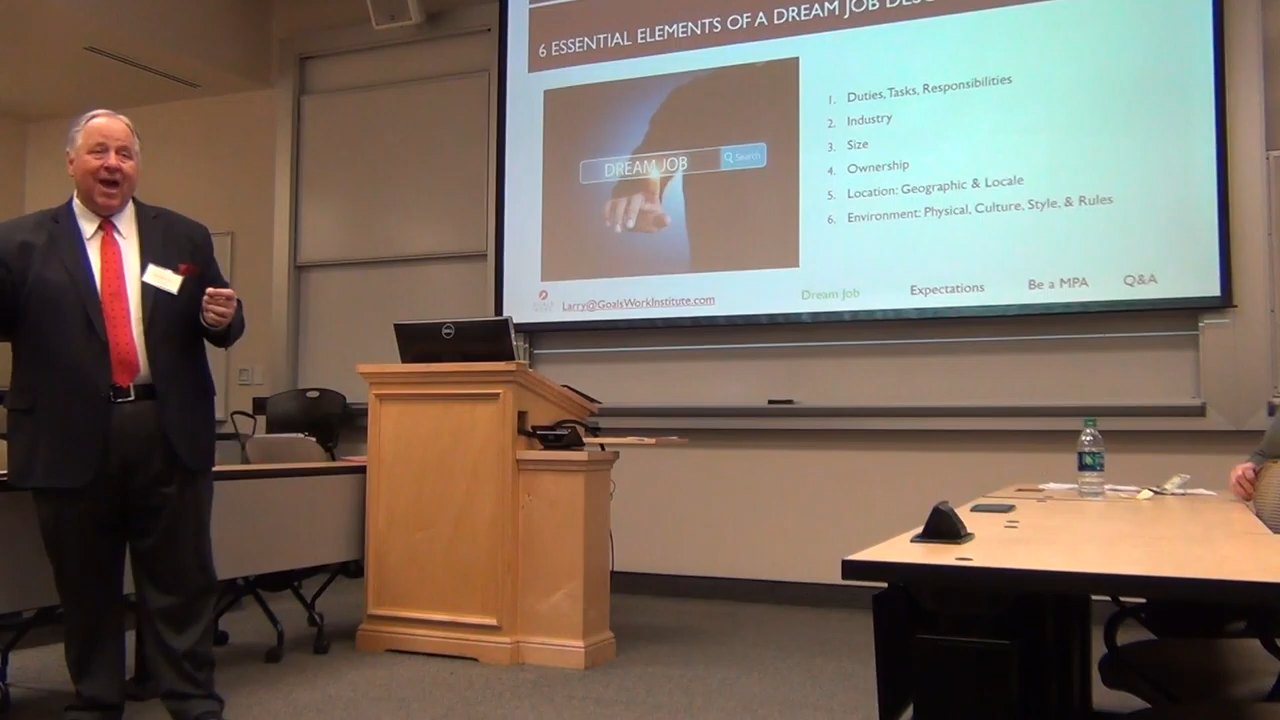 6 ESSENTIAL ELEMENTS OF A DREAM JOB
DREAM JOB
Search
1. Duties, Tasks, Responsibilities
2. Industry
3. Size
4. Ownership
5. Location: Geographic & Locale
6. Environment: Physical, Culture, Style, & Rules
Larry@GoalsWorkInstitute.com
Dream Job
Expectations
Be a MPA
Q&A
DELL